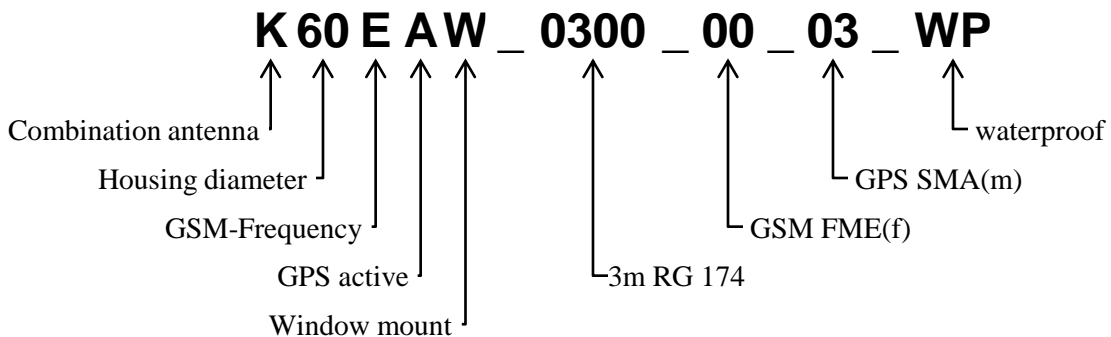 K 60 E A W _ 0300 _ 00 _ 03 _ WP
Combination antenna
waterproof
Housing diameter
GPS SMA(m)
GSM-Frequency
GSM FME(f)
GPS active
3m RG 174
Window mount